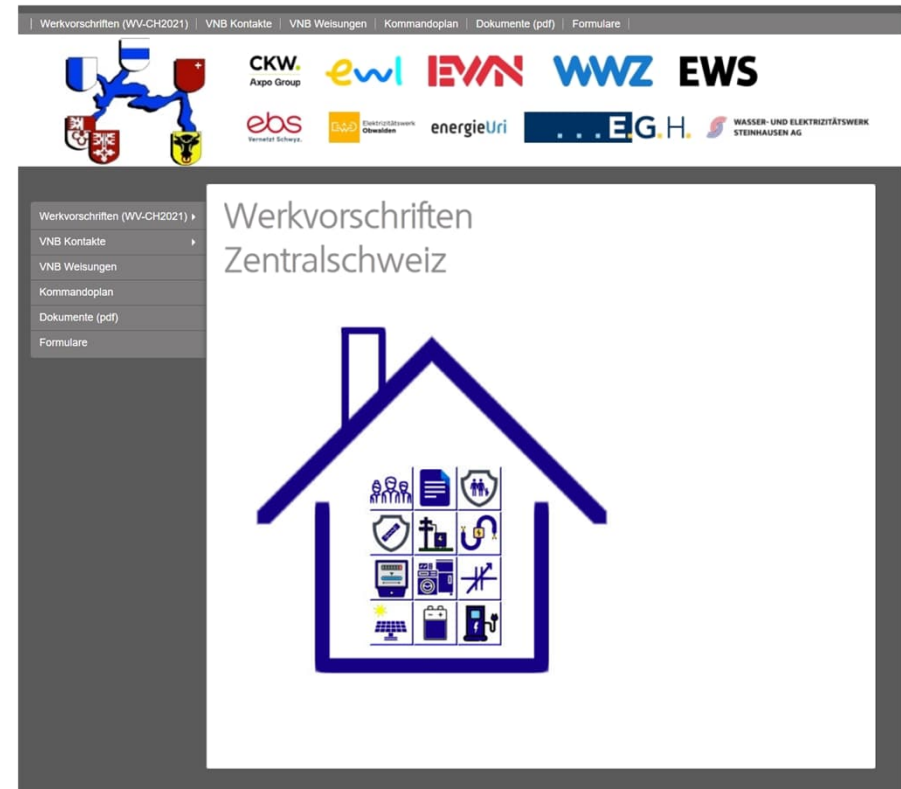 Werkvorschriften (WV-CH2021) | VNB Kontakte | VNB Weisungen | Kommandoplan | Dokumente (pdf) | Formulare
CKW. ewl EWN WWZ EWS
Axpo Group
ebs Elektrizitätswerk Obwalden energieUri ...E.G.H. WASSER- UND ELEKTRIZITÄTSWERK
Vernetzt Schwyz. STEINHAUSEN AG
Werkvorschriften (WV-CH2021)
VNB Kontakte
VNB Weisungen
Kommandoplan
Dokumente (pdf)
Formulare
Werkvorschriften
Zentralschweiz